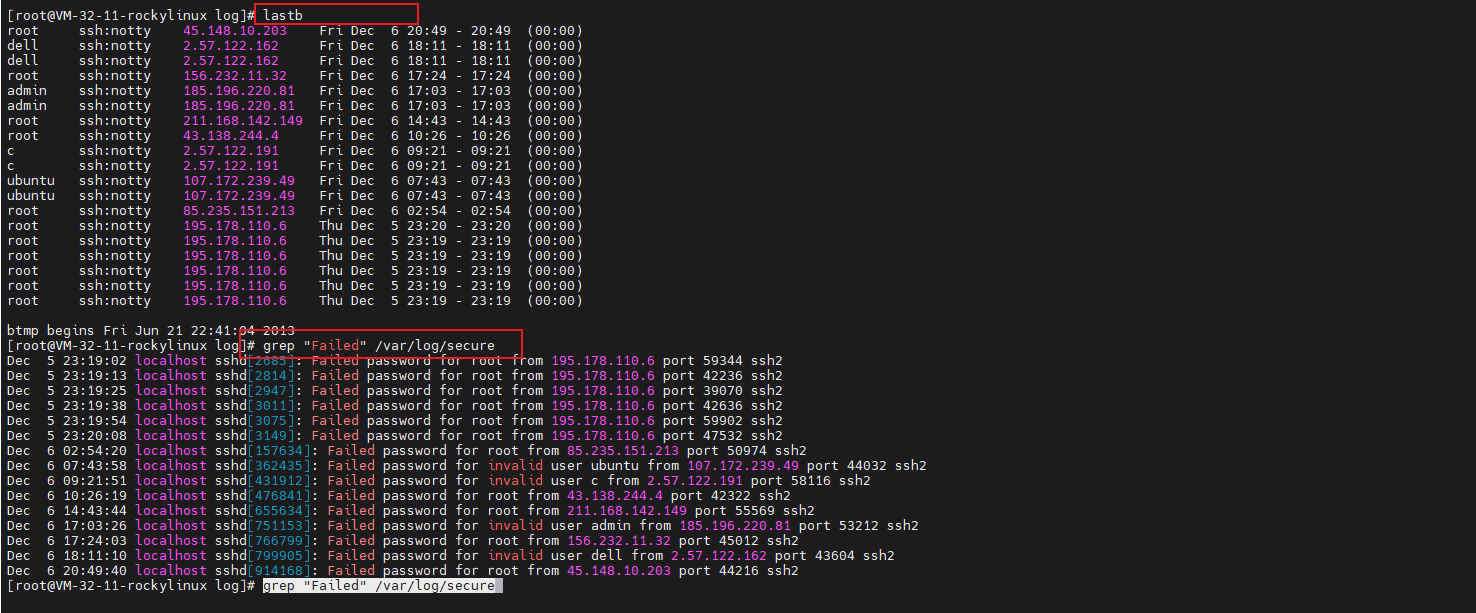 [root@VM-32-11-rockylinux log]# lastb
root     ssh:notty    45.148.10.203    Fri Dec  6 20:49 - 20:49  (00:00)
dell     ssh:notty    2.57.122.162     Fri Dec  6 18:11 - 18:11  (00:00)
dell     ssh:notty    2.57.122.162     Fri Dec  6 18:11 - 18:11  (00:00)
root     ssh:notty    156.232.11.32    Fri Dec  6 17:24 - 17:24  (00:00)
admin    ssh:notty    185.196.220.81   Fri Dec  6 17:03 - 17:03  (00:00)
admin    ssh:notty    185.196.220.81   Fri Dec  6 17:03 - 17:03  (00:00)
root     ssh:notty    211.168.142.149  Fri Dec  6 14:43 - 14:43  (00:00)
root     ssh:notty    43.138.244.4     Fri Dec  6 10:26 - 10:26  (00:00)
c        ssh:notty    2.57.122.191     Fri Dec  6 09:21 - 09:21  (00:00)
c        ssh:notty    2.57.122.191     Fri Dec  6 09:21 - 09:21  (00:00)
ubuntu   ssh:notty    107.172.239.49   Fri Dec  6 07:43 - 07:43  (00:00)
ubuntu   ssh:notty    107.172.239.49   Fri Dec  6 07:43 - 07:43  (00:00)
root     ssh:notty    85.235.151.213   Fri Dec  6 02:54 - 02:54  (00:00)
root     ssh:notty    195.178.110.6    Thu Dec  5 23:20 - 23:20  (00:00)
root     ssh:notty    195.178.110.6    Thu Dec  5 23:19 - 23:19  (00:00)
root     ssh:notty    195.178.110.6    Thu Dec  5 23:19 - 23:19  (00:00)
root     ssh:notty    195.178.110.6    Thu Dec  5 23:19 - 23:19  (00:00)
root     ssh:notty    195.178.110.6    Thu Dec  5 23:19 - 23:19  (00:00)
root     ssh:notty    195.178.110.6    Thu Dec  5 23:19 - 23:19  (00:00)
btmp begins Fri Jun 21 22:41:04 2013
[root@VM-32-11-rockylinux log]# grep "Failed" /var/log/secure
Dec  5 23:19:02 localhost sshd[2685]: Failed password for root from 195.178.110.6 port 59344 ssh2
Dec  5 23:19:13 localhost sshd[2814]: Failed password for root from 195.178.110.6 port 42236 ssh2
Dec  5 23:19:25 localhost sshd[2947]: Failed password for root from 195.178.110.6 port 39070 ssh2
Dec  5 23:19:38 localhost sshd[3011]: Failed password for root from 195.178.110.6 port 42636 ssh2
Dec  5 23:19:54 localhost sshd[3075]: Failed password for root from 195.178.110.6 port 59902 ssh2
Dec  5 23:20:08 localhost sshd[3149]: Failed password for root from 195.178.110.6 port 47532 ssh2
Dec  6 02:54:20 localhost sshd[157634]: Failed password for root from 85.235.151.213 port 50974 ssh2
Dec  6 07:43:58 localhost sshd[362435]: Failed password for invalid user ubuntu from 107.172.239.49 port 44032 ssh2
Dec  6 09:21:51 localhost sshd[431912]: Failed password for invalid user c from 2.57.122.191 port 58116 ssh2
Dec  6 10:26:19 localhost sshd[476841]: Failed password for root from 43.138.244.4 port 42322 ssh2
Dec  6 14:43:44 localhost sshd[655634]: Failed password for root from 211.168.142.149 port 55569 ssh2
Dec  6 17:03:26 localhost sshd[751153]: Failed password for invalid user admin from 185.196.220.81 port 53212 ssh2
Dec  6 17:24:03 localhost sshd[766799]: Failed password for root from 156.232.11.32 port 45012 ssh2
Dec  6 18:11:10 localhost sshd[799905]: Failed password for invalid user dell from 2.57.122.162 port 43604 ssh2
Dec  6 20:49:40 localhost sshd[914168]: Failed password for root from 45.148.10.203 port 44216 ssh2
[root@VM-32-11-rockylinux log]# grep "Failed" /var/log/secure